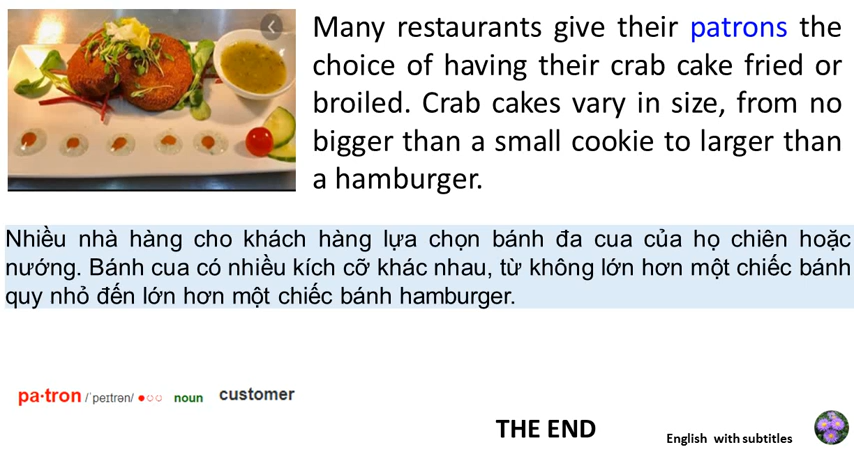 Many restaurants give their patrons the
choice of having their crab cake fried or
broiled. Crab cakes vary in size, from no
bigger than a small cookie to larger than
a hamburger.
Nhiều nhà hàng cho khách hàng lựa chọn bánh đa cua của họ chiên hoặc
nướng. Bánh cua có nhiều kích cỡ khác nhau, từ không lớn hơn một chiếc bánh
quy nhỏ đến lớn hơn một chiếc bánh hamburger.
pa·tron /ˈpeɪtrən/ ●○○ noun customer
THE END
English with subtitles